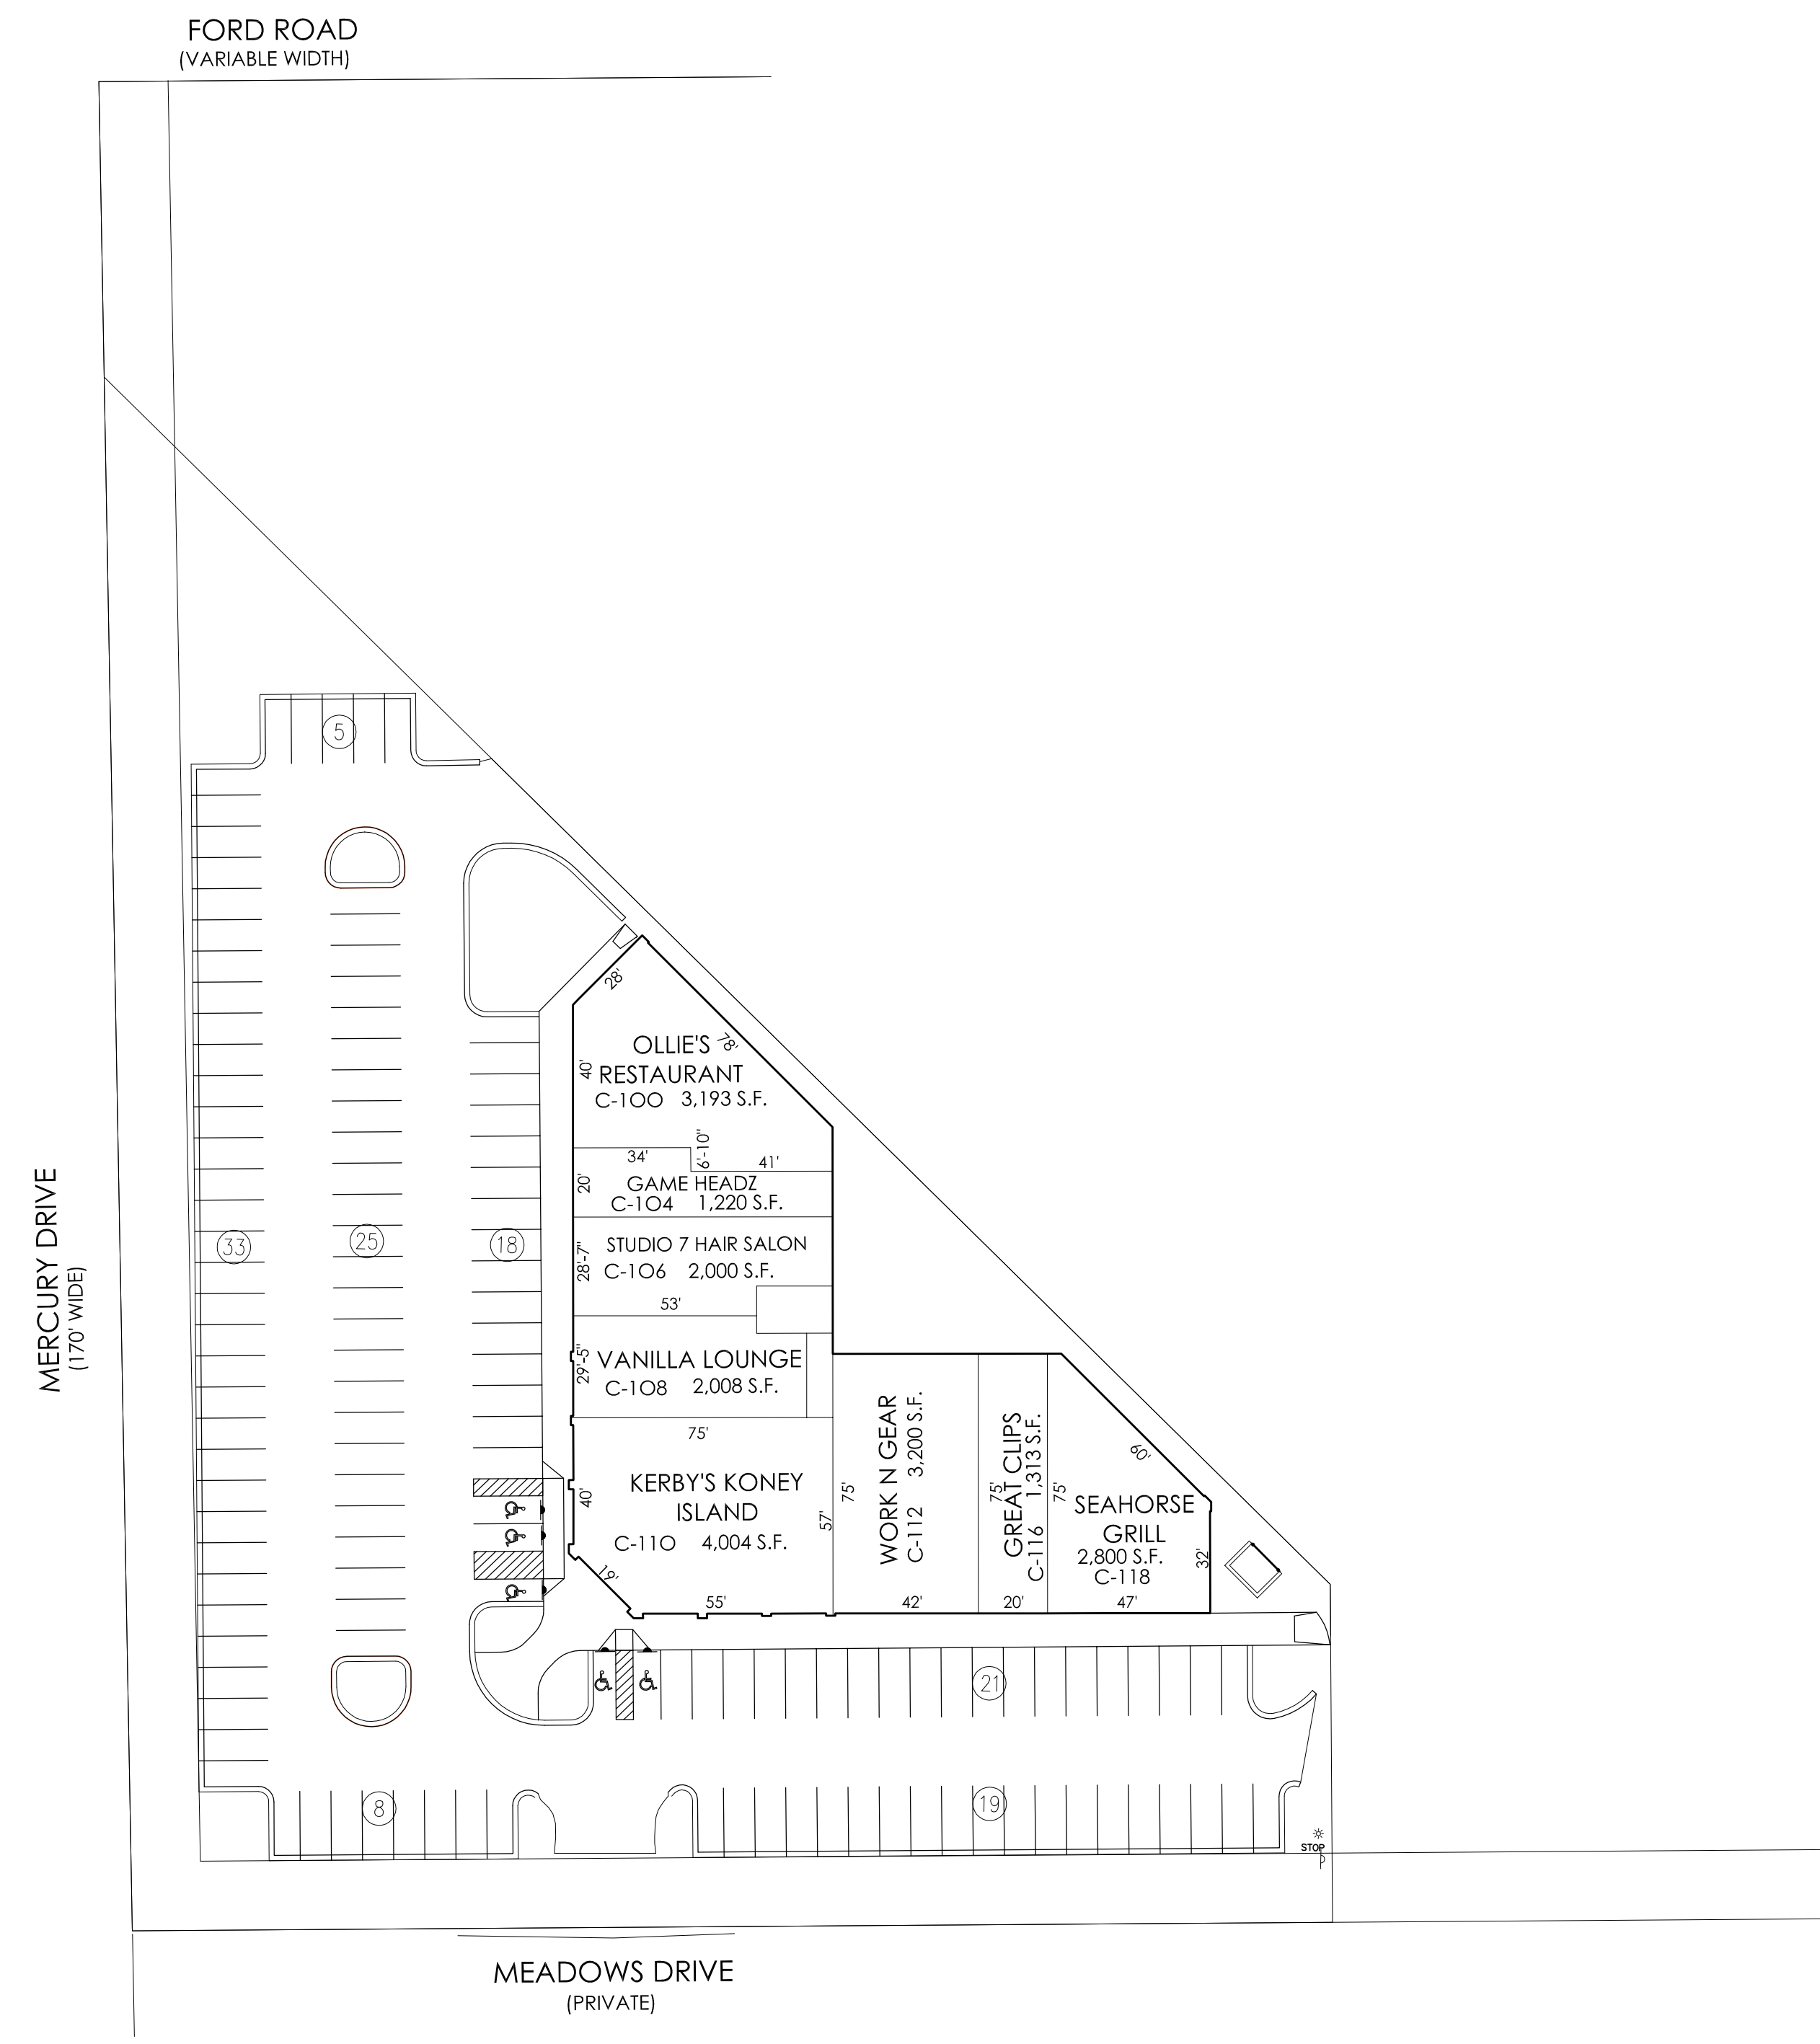 FORD ROAD
(VARIABLE WIDTH)
5
28'
OLLIE'S
78'
RESTAURANT
40'
C-100 3,193 S.F.
6'-10"
34'
41'
20'
GAME HEADZ
C-104 1,220 S.F.
33
25
18
STUDIO 7 HAIR SALON
28'-7"
C-106 2,000 S.F.
53'
MERCURY DRIVE
(170' WIDE)
29'-5"
VANILLA LOUNGE
C-108 2,008 S.F.
75'
KERBY'S KONEY
ISLAND
40'
C-110 4,004 S.F.
57'
19'
55'
75'
WORK N GEAR
C-112 3,200 S.F.
42'
75'
GREAT CLIPS
C-116 1,313 S.F.
20'
75'
60'
SEAHORSE
GRILL
2,800 S.F.
C-118
32'
47'
21
8
19
STOP
MEADOWS DRIVE
(PRIVATE)